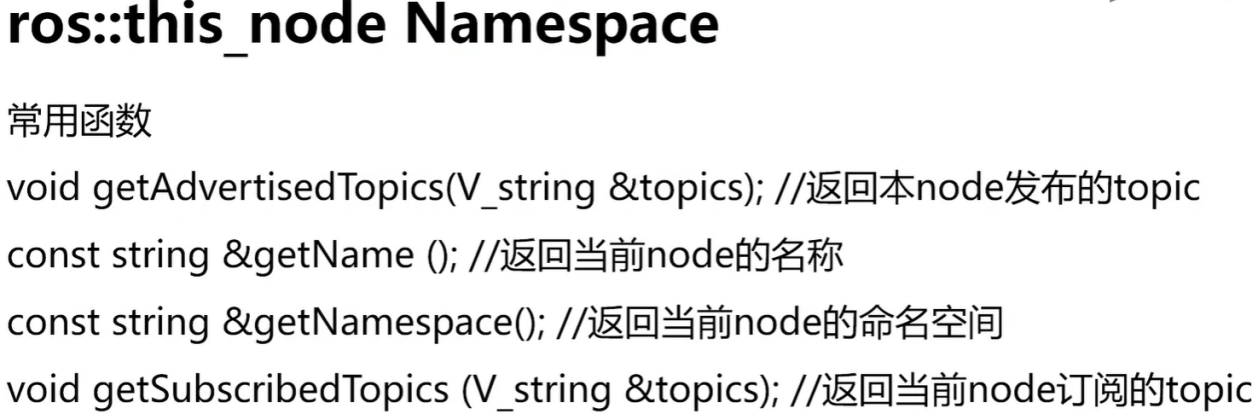 ros::this_node Namespace
常用函数
void getAdvertisedTopics(V_string &topics); //返回本node发布的topic
const string &getName (); //返回当前node的名称
const string &getNamespace(); //返回当前node的命名空间
void getSubscribedTopics (V_string &topics); //返回当前node订阅的topic